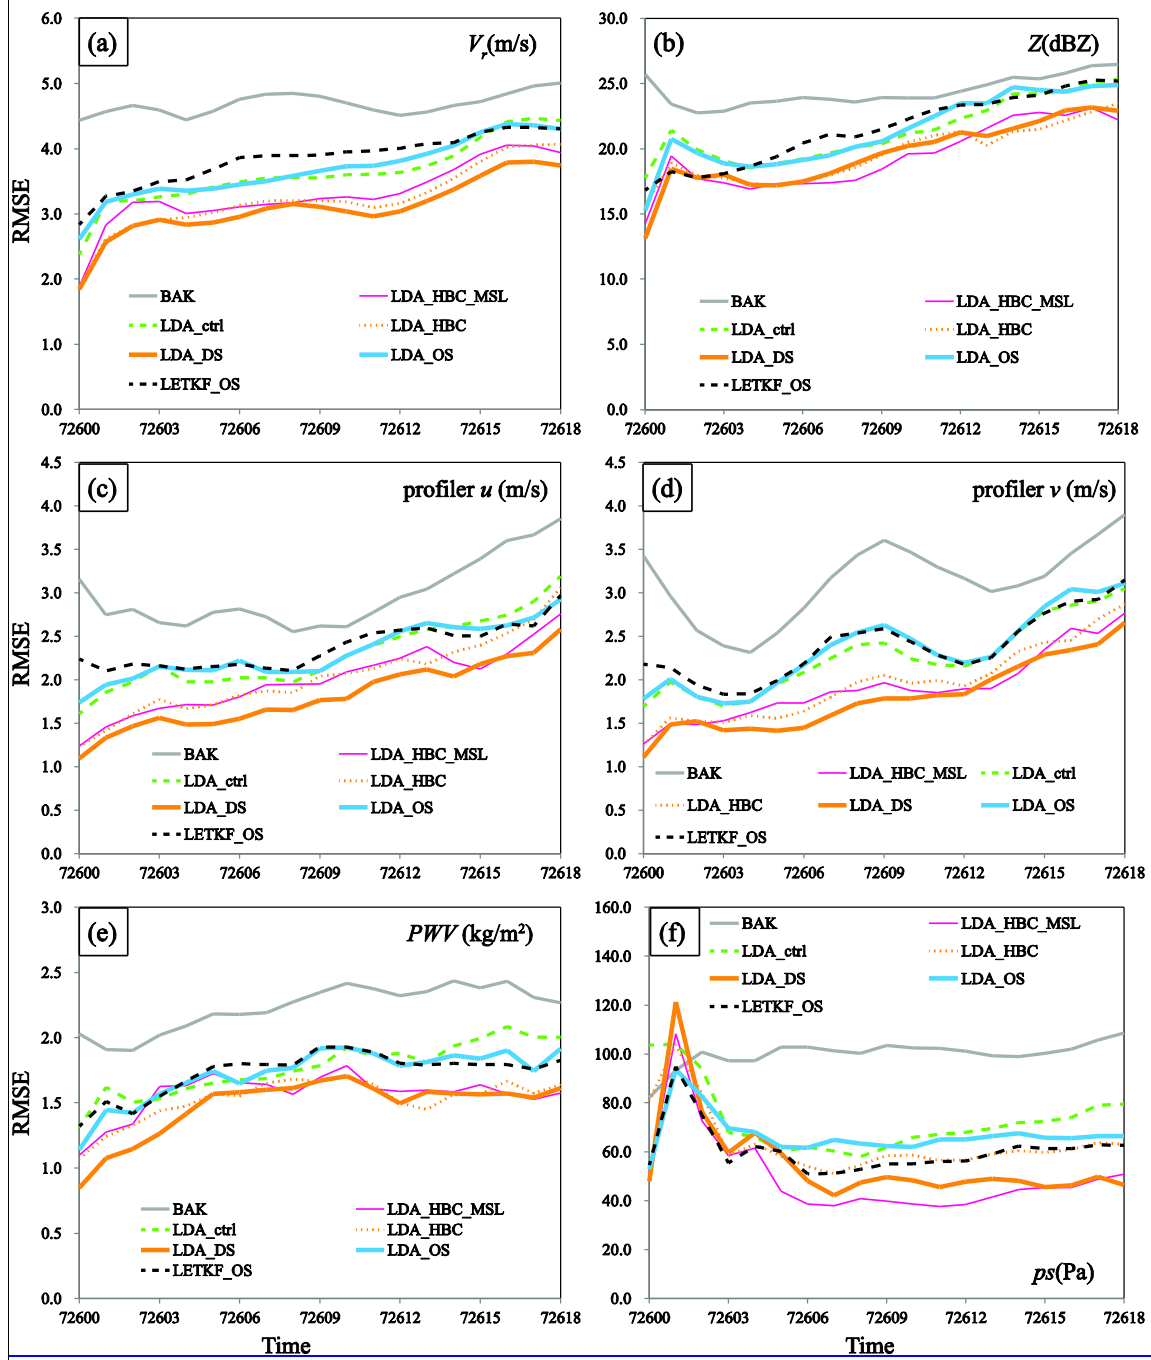 6.0 (a) Vr(m/s)
5.0
4.0
3.0
2.0
1.0
0.0
RMSE
BAK LDA_HBC_MSL
LDA_ctrl LDA_HBC
LDA_DS LDA_OS
LETKF_OS
72600 72603 72606 72609 72612 72615 72618
30.0 (b) Z(dBZ)
25.0
20.0
15.0
10.0
5.0
0.0
BAK LDA_HBC_MSL
LDA_ctrl LDA_HBC
LDA_DS LDA_OS
LETKF_OS
72600 72603 72606 72609 72612 72615 72618
4.5 (c) profiler u (m/s)
4.0
3.5
3.0
2.5
2.0
1.5
1.0
0.5
0.0
RMSE
BAK LDA_HBC_MSL
LDA_ctrl LDA_HBC
LDA_DS LDA_OS
LETKF_OS
72600 72603 72606 72609 72612 72615 72618
4.5 (d) profiler v (m/s)
4.0
3.5
3.0
2.5
2.0
1.5
1.0
0.5
0.0
BAK LDA_HBC_MSL LDA_ctrl
LDA_HBC LDA_DS LDA_OS
LETKF_OS
72600 72603 72606 72609 72612 72615 72618
3.0 (e) PWV (kg/m²)
2.5
2.0
1.5
1.0
0.5
0.0
RMSE
BAK LDA_HBC_MSL
LDA_ctrl LDA_HBC
LDA_DS LDA_OS
LETKF_OS
72600 72603 72606 72609 72612 72615 72618
Time
160.0 (f)
140.0
120.0
100.0
80.0
60.0
40.0
20.0
0.0
BAK LDA_HBC_MSL
LDA_ctrl LDA_HBC
LDA_DS LDA_OS
LETKF_OS
ps(Pa)
72600 72603 72606 72609 72612 72615 72618
Time